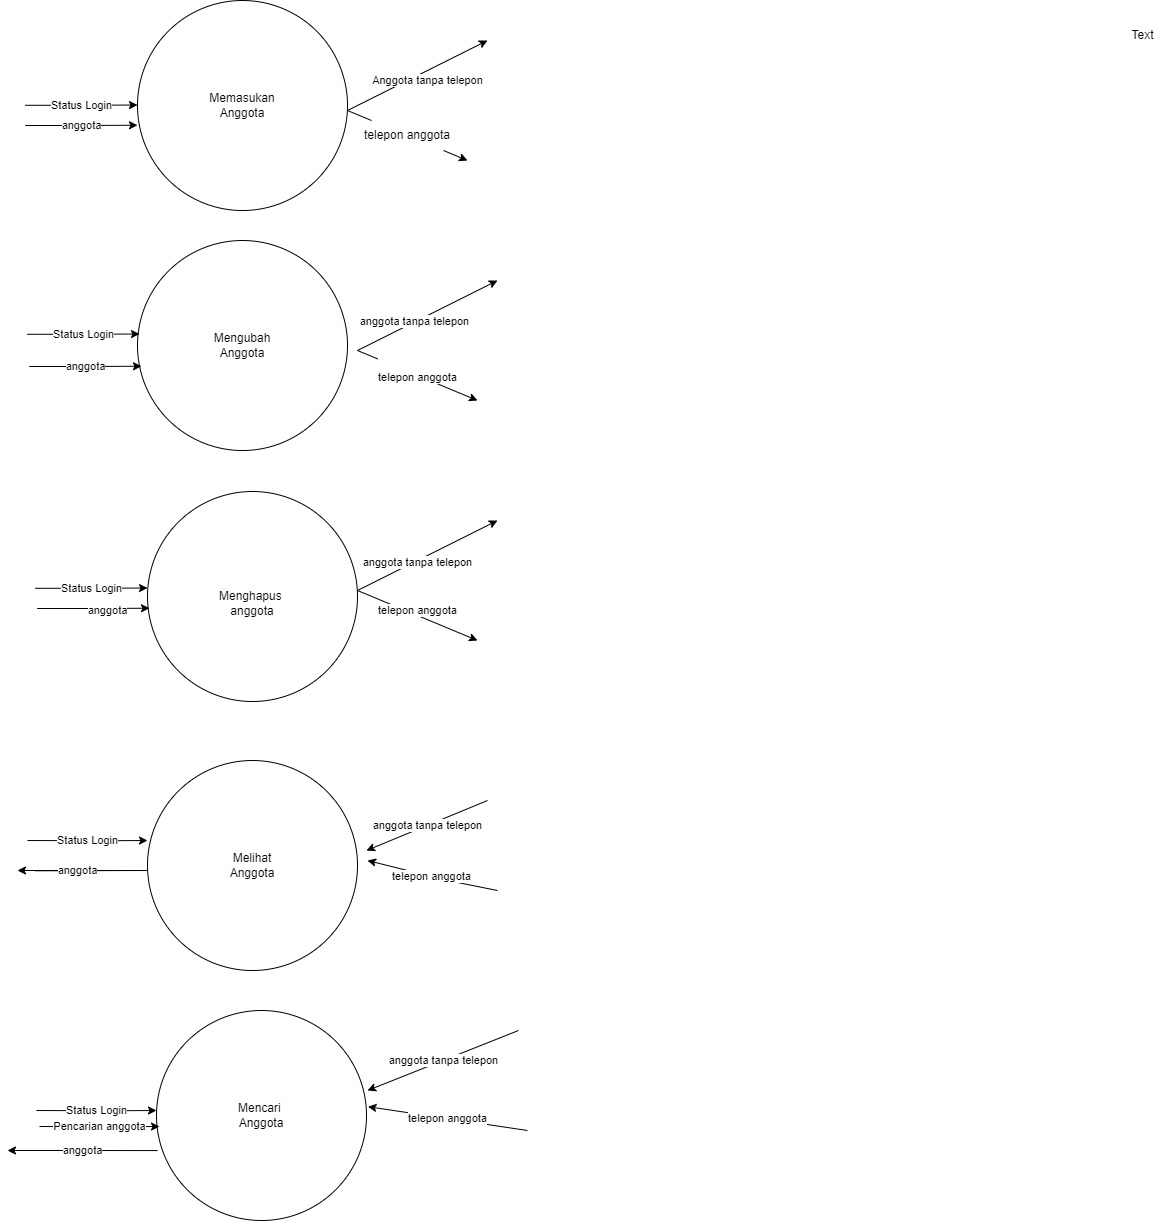 Text
Anggota tanpa telepon
Memasukan
Anggota
Status Login
anggota
telepon anggota
anggota tanpa telepon
Status Login
Mengubah
Anggota
anggota
telepon anggota
anggota tanpa telepon
Status Login
Menghapus
anggota
anggota
telepon anggota
anggota tanpa telepon
Status Login
Melihat
Anggota
anggota
telepon anggota
anggota tanpa telepon
Status Login
Mencari
Anggota
Pencarian anggota
telepon anggota
anggota